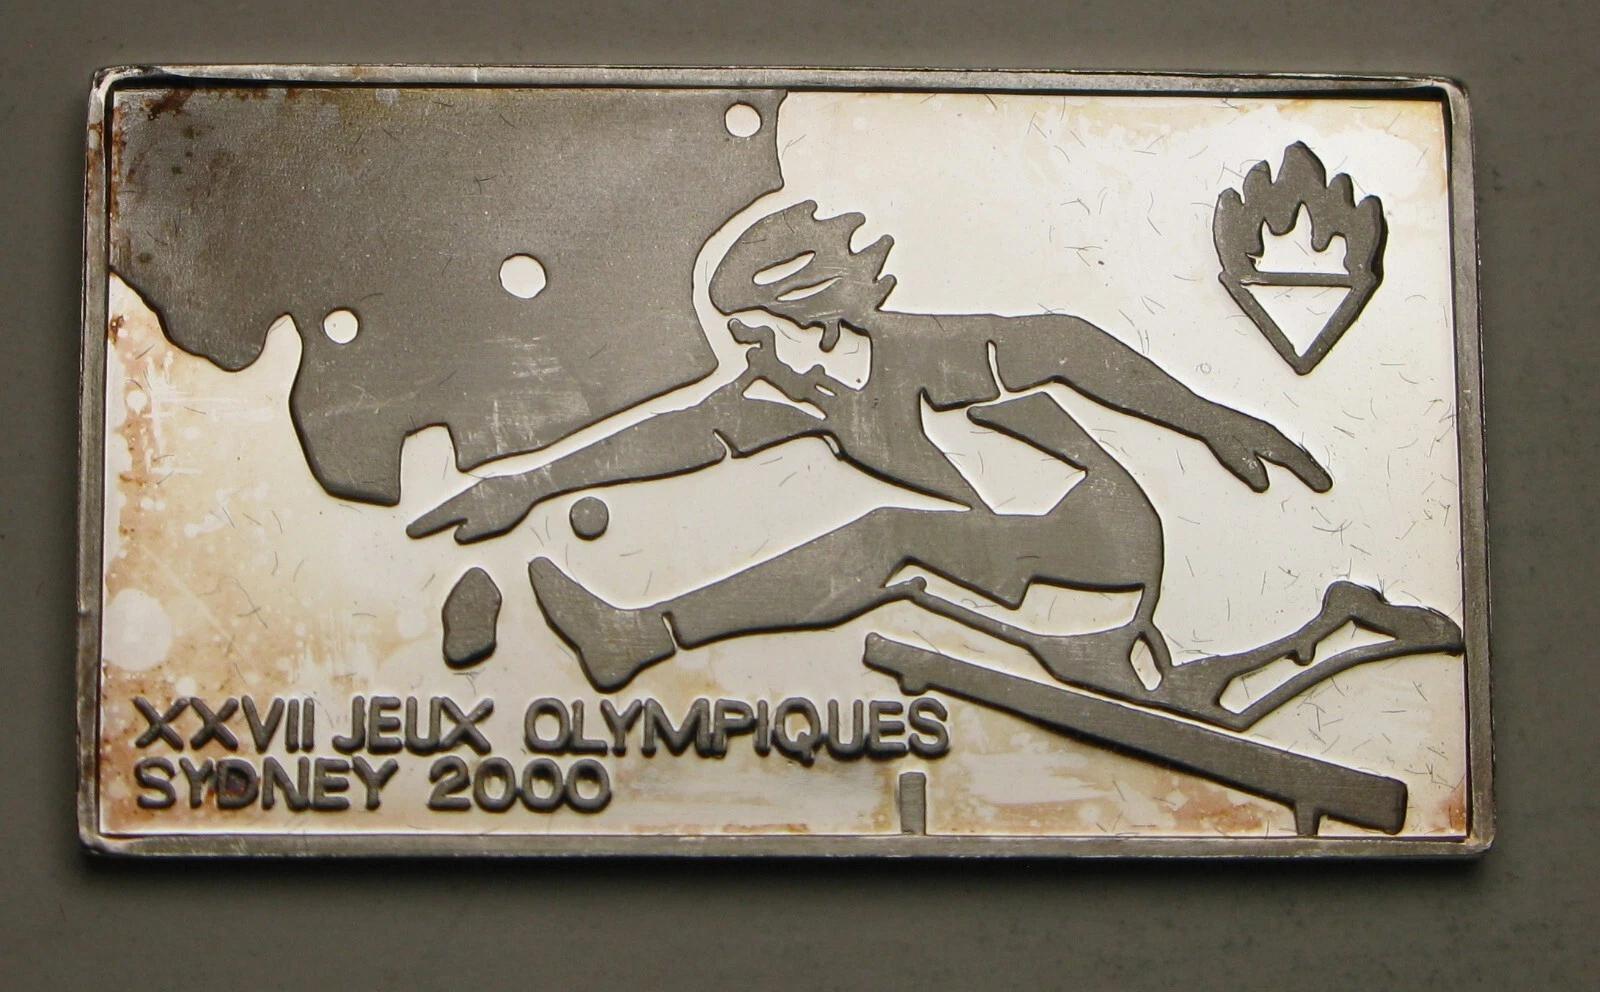 XXVII JEUX OLYMPIQUES
SYDNEY 2000